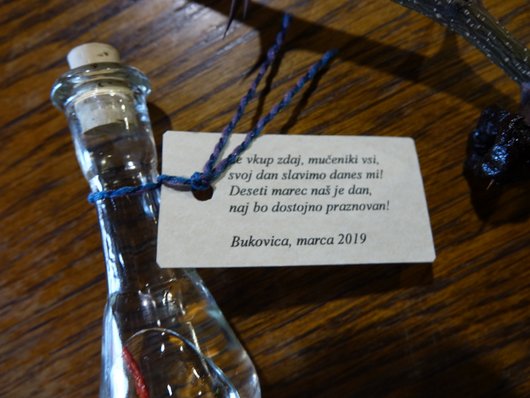 vkup zdaj, mučeniki vsi,
svoj dan slavimo danes mi!
Deseti marec naš je dan,
naj bo dostojno praznovan!
Bukovica, marca 2019